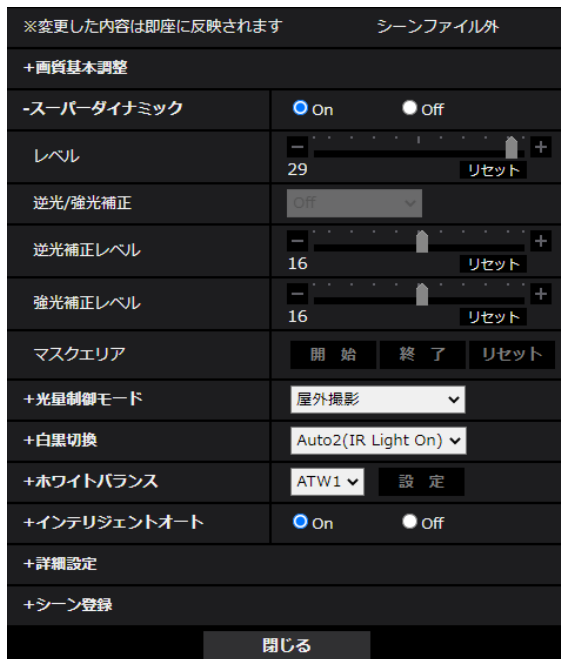 ※変更した内容は即座に反映されます シーンファイル外
+画質基本調整
-スーパーダイナミック On Off
レベル 29 リセット
逆光/強光補正 Off
逆光補正レベル 16 リセット
強光補正レベル 16 リセット
マスクエリア 開 始 終 了 リセット
+光量制御モード 屋外撮影
+白黒切換 Auto2(IR Light On)
+ホワイトバランス ATW1 設 定
+インテリジェントオート On Off
+詳細設定
+シーン登録
閉じる